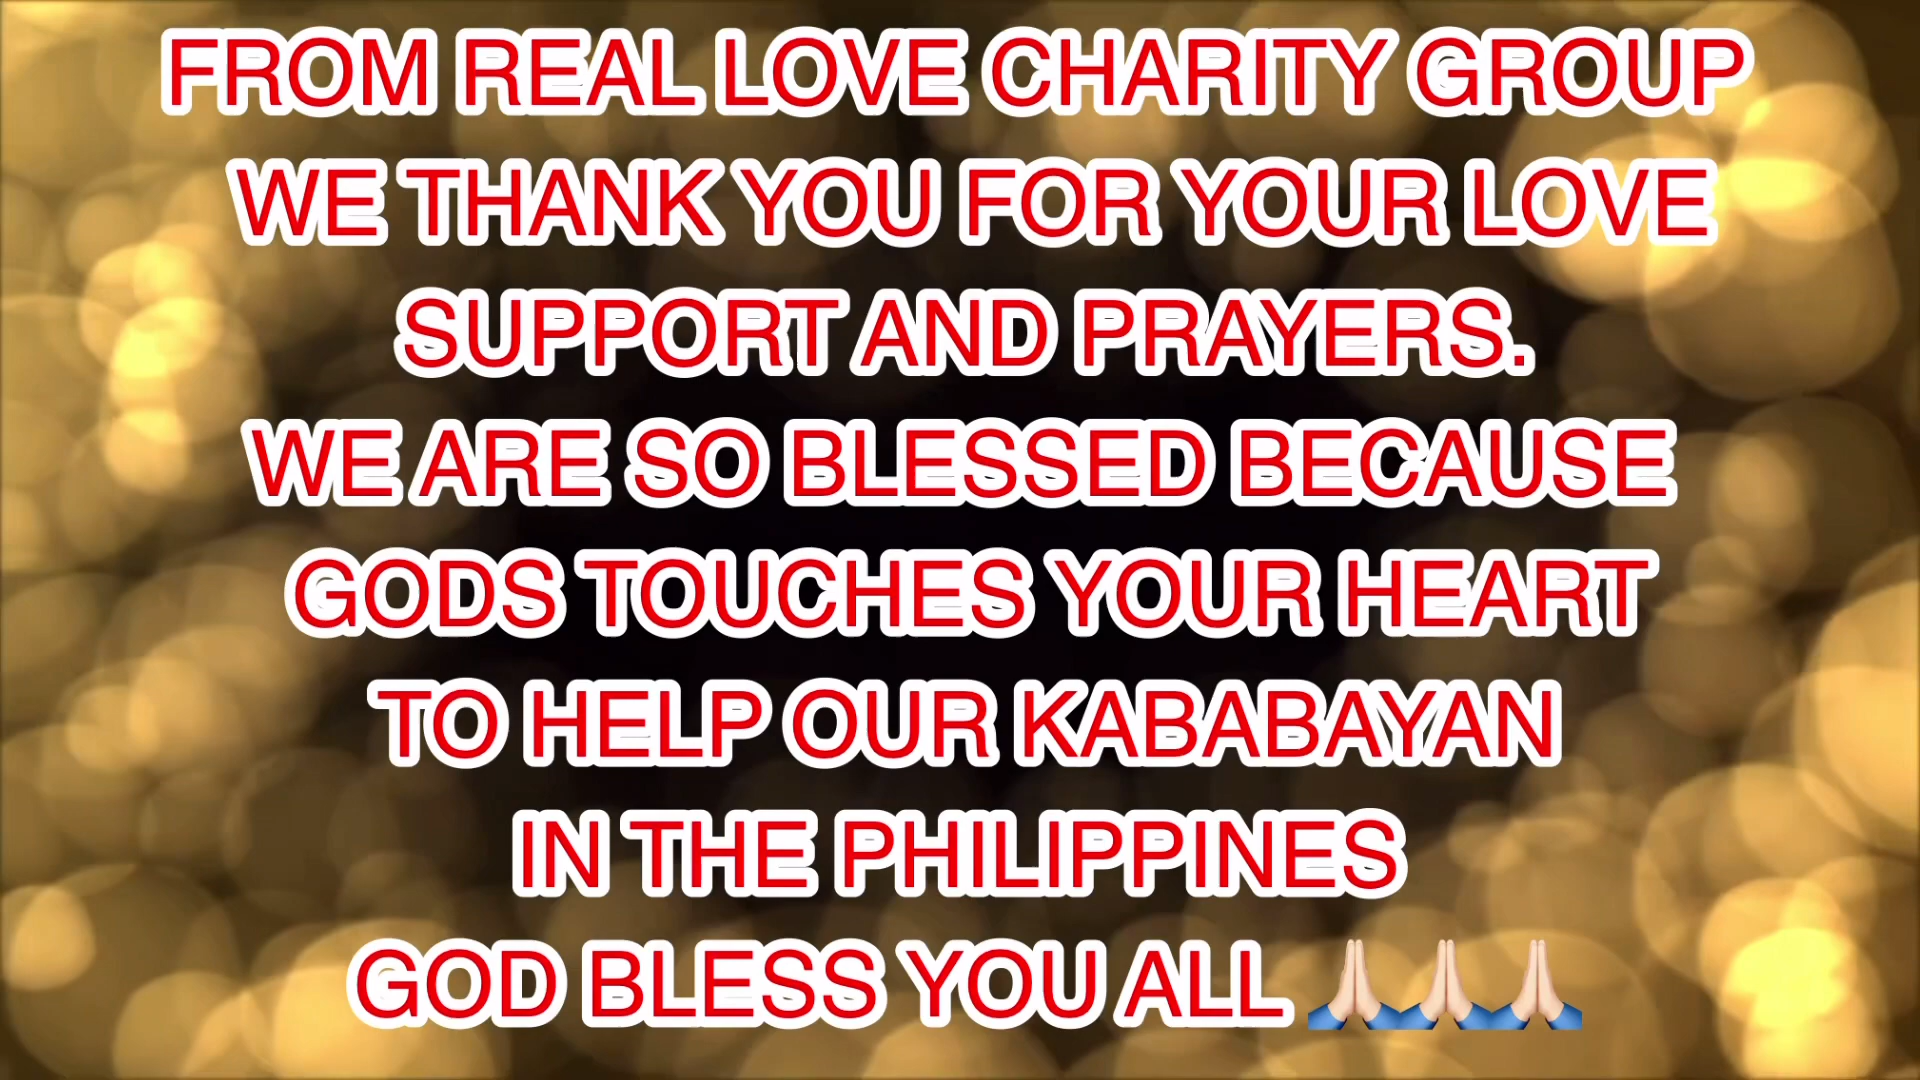 FROM REAL LOVE CHARITY GROUP
WE THANK YOU FOR YOUR LOVE
SUPPORT AND PRAYERS.
WE ARE SO BLESSED BECAUSE
GODS TOUCHES YOUR HEART
TO HELP OUR KABABAYAN
IN THE PHILIPPINES
GOD BLESS YOU ALL 🙏🏻🙏🏻🙏🏻